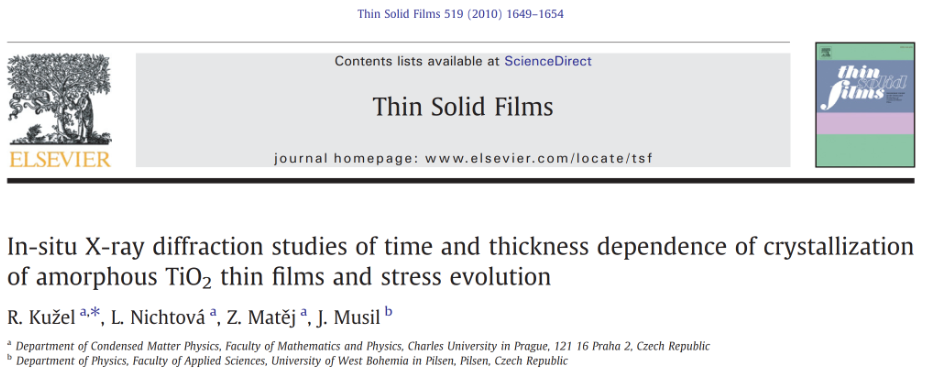 Thin Solid Films 519 (2010) 1649–1654
Contents lists available at ScienceDirect
Thin Solid Films
journal homepage: www.elsevier.com/locate/tsf
ELSEVIER
thin
solid
films
In-situ X-ray diffraction studies of time and thickness dependence of crystallization
of amorphous TiO₂ thin films and stress evolution
R. Kužel ᵃ,*, L. Nichtová ᵃ, Z. Matěj ᵃ, J. Musil ᵇ
ᵃ Department of Condensed Matter Physics, Faculty of Mathematics and Physics, Charles University in Prague, 121 16 Praha 2, Czech Republic
ᵇ Department of Physics, Faculty of Applied Sciences, University of West Bohemia in Pilsen, Pilsen, Czech Republic